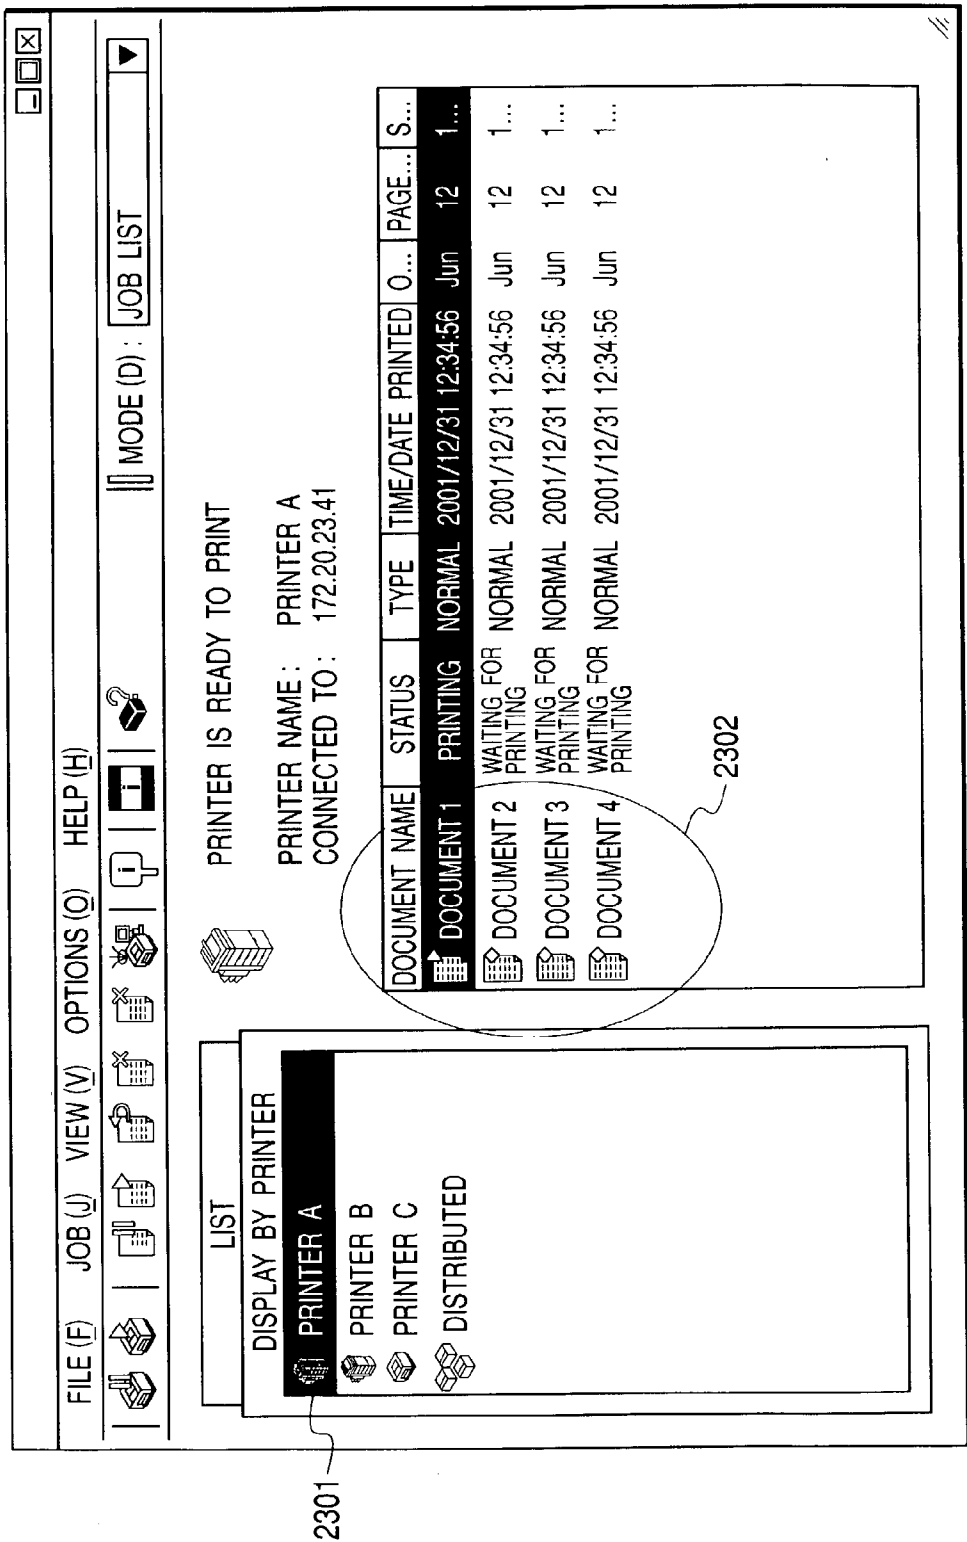 FILE (F) JOB (J) VIEW (V) OPTIONS (O) HELP (H)
MODE (D) : JOB LIST
LIST
DISPLAY BY PRINTER
PRINTER A
PRINTER B
PRINTER C
DISTRIBUTED
2301
PRINTER IS READY TO PRINT
PRINTER NAME : PRINTER A
CONNECTED TO : 172.20.23.41
DOCUMENT NAME STATUS TYPE TIME/DATE PRINTED O... PAGE... S...
DOCUMENT 1 PRINTING NORMAL 2001/12/31 12:34:56 Jun 12 1...
DOCUMENT 2 WAITING FOR PRINTING NORMAL 2001/12/31 12:34:56 Jun 12 1...
DOCUMENT 3 WAITING FOR PRINTING NORMAL 2001/12/31 12:34:56 Jun 12 1...
DOCUMENT 4 WAITING FOR PRINTING NORMAL 2001/12/31 12:34:56 Jun 12 1...
2302